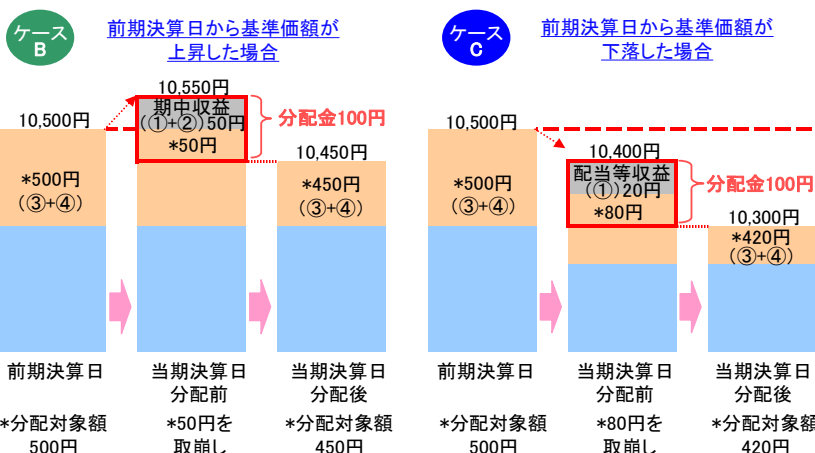 ケース
B
前期決算日から基準価額が
上昇した場合
10,500円
*500円
(③+④)
10,550円
期中収益
(①+②)50円
*50円
分配金100円
10,450円
*450円
(③+④)
前期決算日
当期決算日
分配前
当期決算日
分配後
*分配対象額
500円
*50円を
取崩し
*分配対象額
450円
ケース
C
前期決算日から基準価額が
下落した場合
10,500円
*500円
(③+④)
10,400円
配当等収益
(①)20円
*80円
分配金100円
10,300円
*420円
(③+④)
前期決算日
当期決算日
分配前
当期決算日
分配後
*分配対象額
500円
*80円を
取崩し
*分配対象額
420円